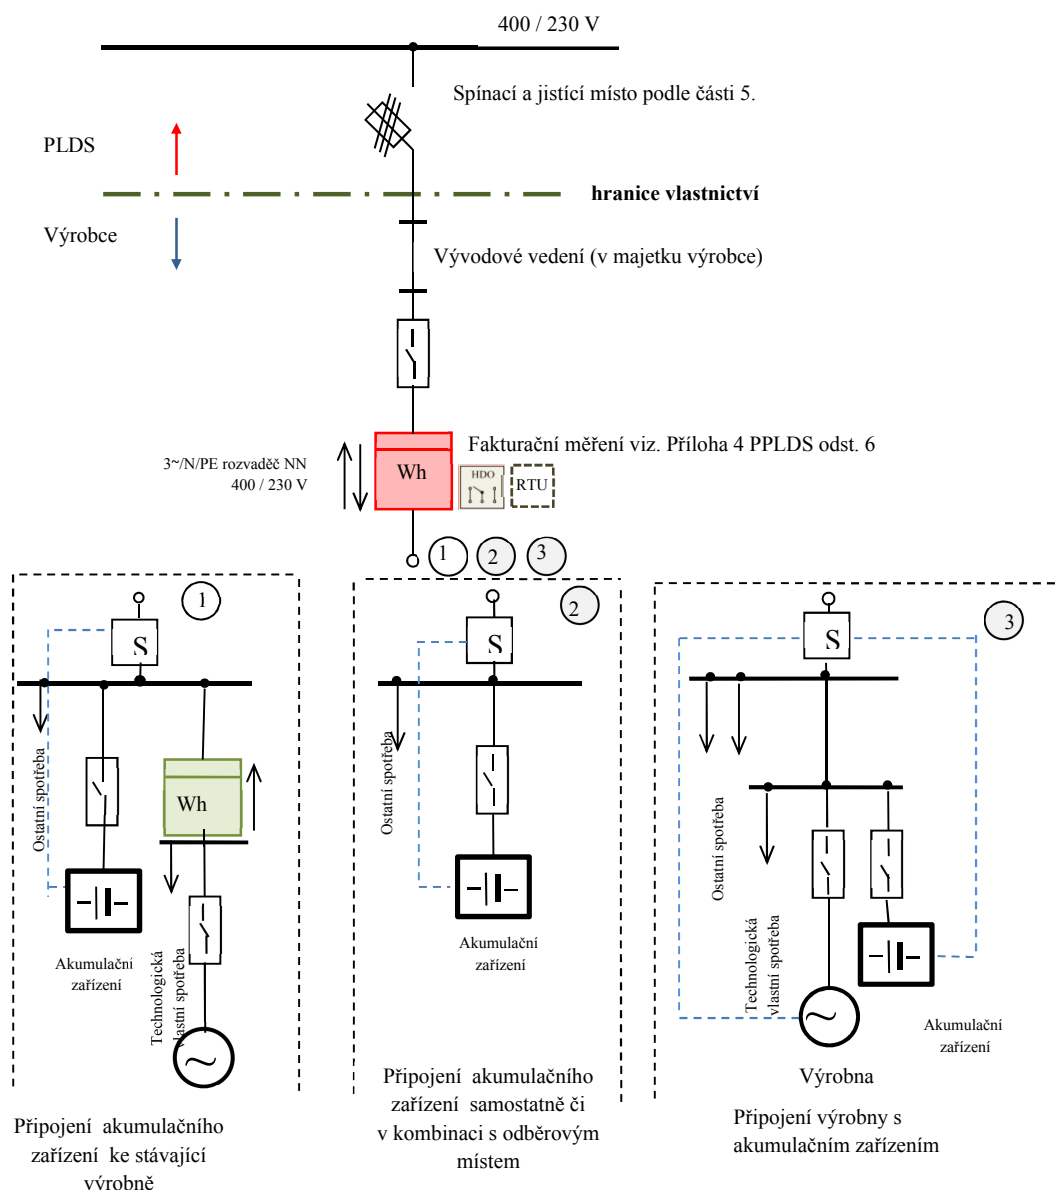 400 / 230 V
Spínací a jistící místo podle části 5.
PLDS
hranice vlastnictví
Výrobce
Vývodové vedení (v majetku výrobce)
Fakturační měření viz. Příloha 4 PPLDS odst. 6
3~/N/PE rozvaděč NN
400 / 230 V
Wh
HDO
RTU
1
2
3
1
S
Ostatní spotřeba
Wh
Akumulační
zařízení
Technologická
vlastní spotřeba
Připojení akumulačního
zařízení ke stávající
výrobně
2
S
Ostatní spotřeba
Akumulační
zařízení
Připojení akumulačního
zařízení samostatně či
v kombinaci s odběrovým
místem
3
S
Ostatní spotřeba
Technologická
vlastní spotřeba
Akumulační
zařízení
Výrobna
Připojení výrobny s
akumulačním zařízením